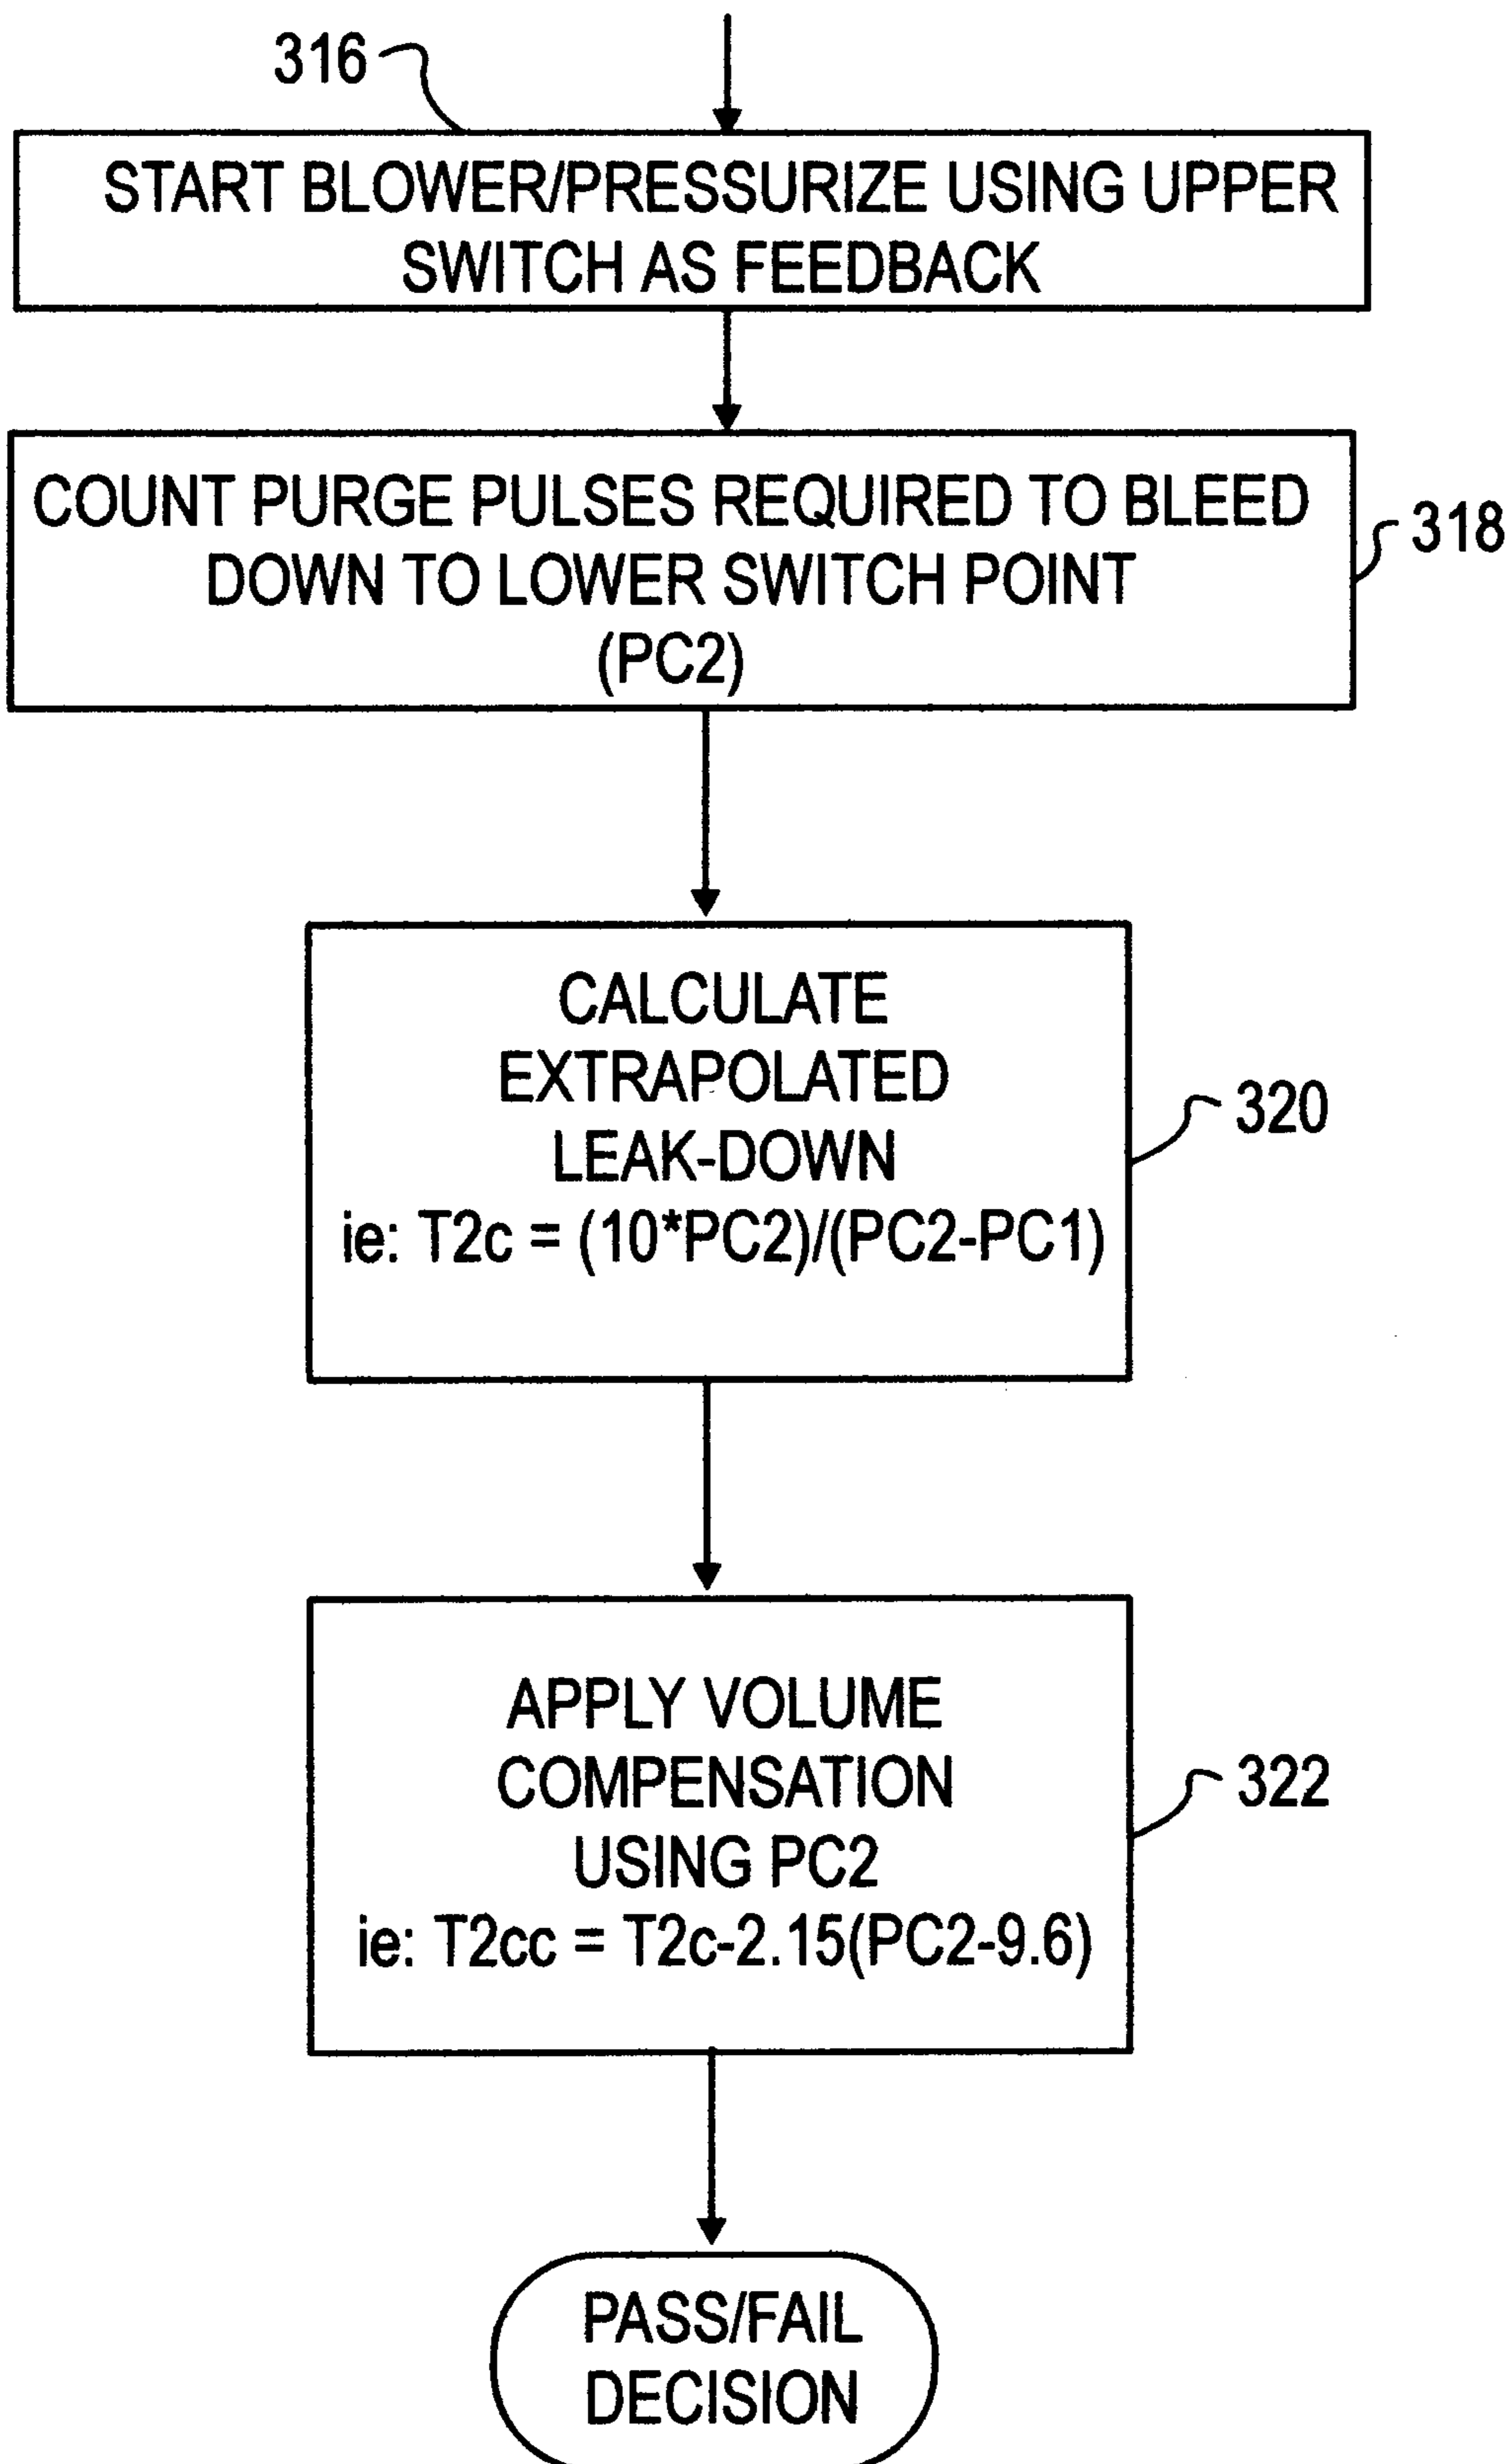 316
START BLOWER/PRESSURIZE USING UPPER
SWITCH AS FEEDBACK
COUNT PURGE PULSES REQUIRED TO BLEED
DOWN TO LOWER SWITCH POINT
(PC2)
318
CALCULATE
EXTRAPOLATED
LEAK-DOWN
ie: T2c = (10*PC2)/(PC2-PC1)
320
APPLY VOLUME
COMPENSATION
USING PC2
ie: T2cc = T2c-2.15(PC2-9.6)
322
PASS/FAIL
DECISION